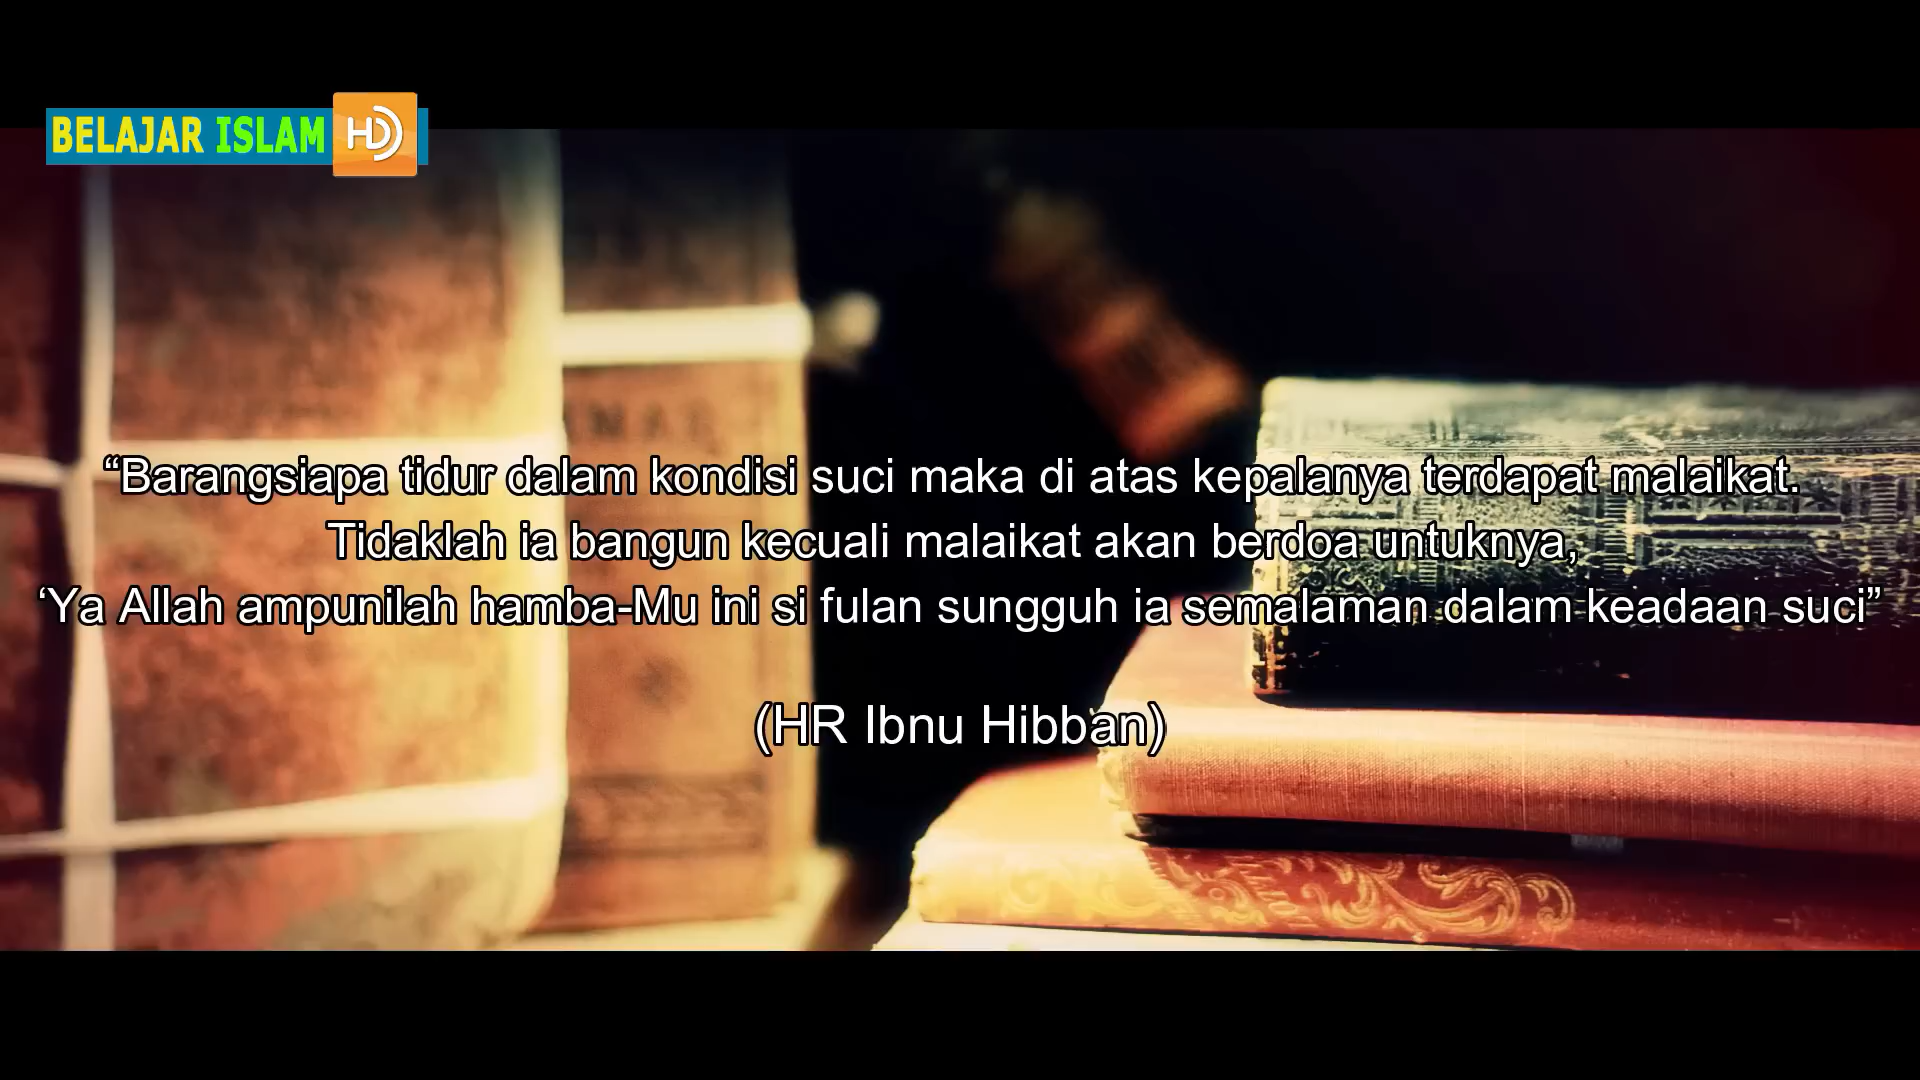 BELAJAR ISLAM HD
“Barangsiapa tidur dalam kondisi suci maka di atas kepalanya terdapat malaikat.
Tidaklah ia bangun kecuali malaikat akan berdoa untuknya,
‘Ya Allah ampunilah hamba-Mu ini si fulan sungguh ia semalaman dalam keadaan suci”
(HR Ibnu Hibban)